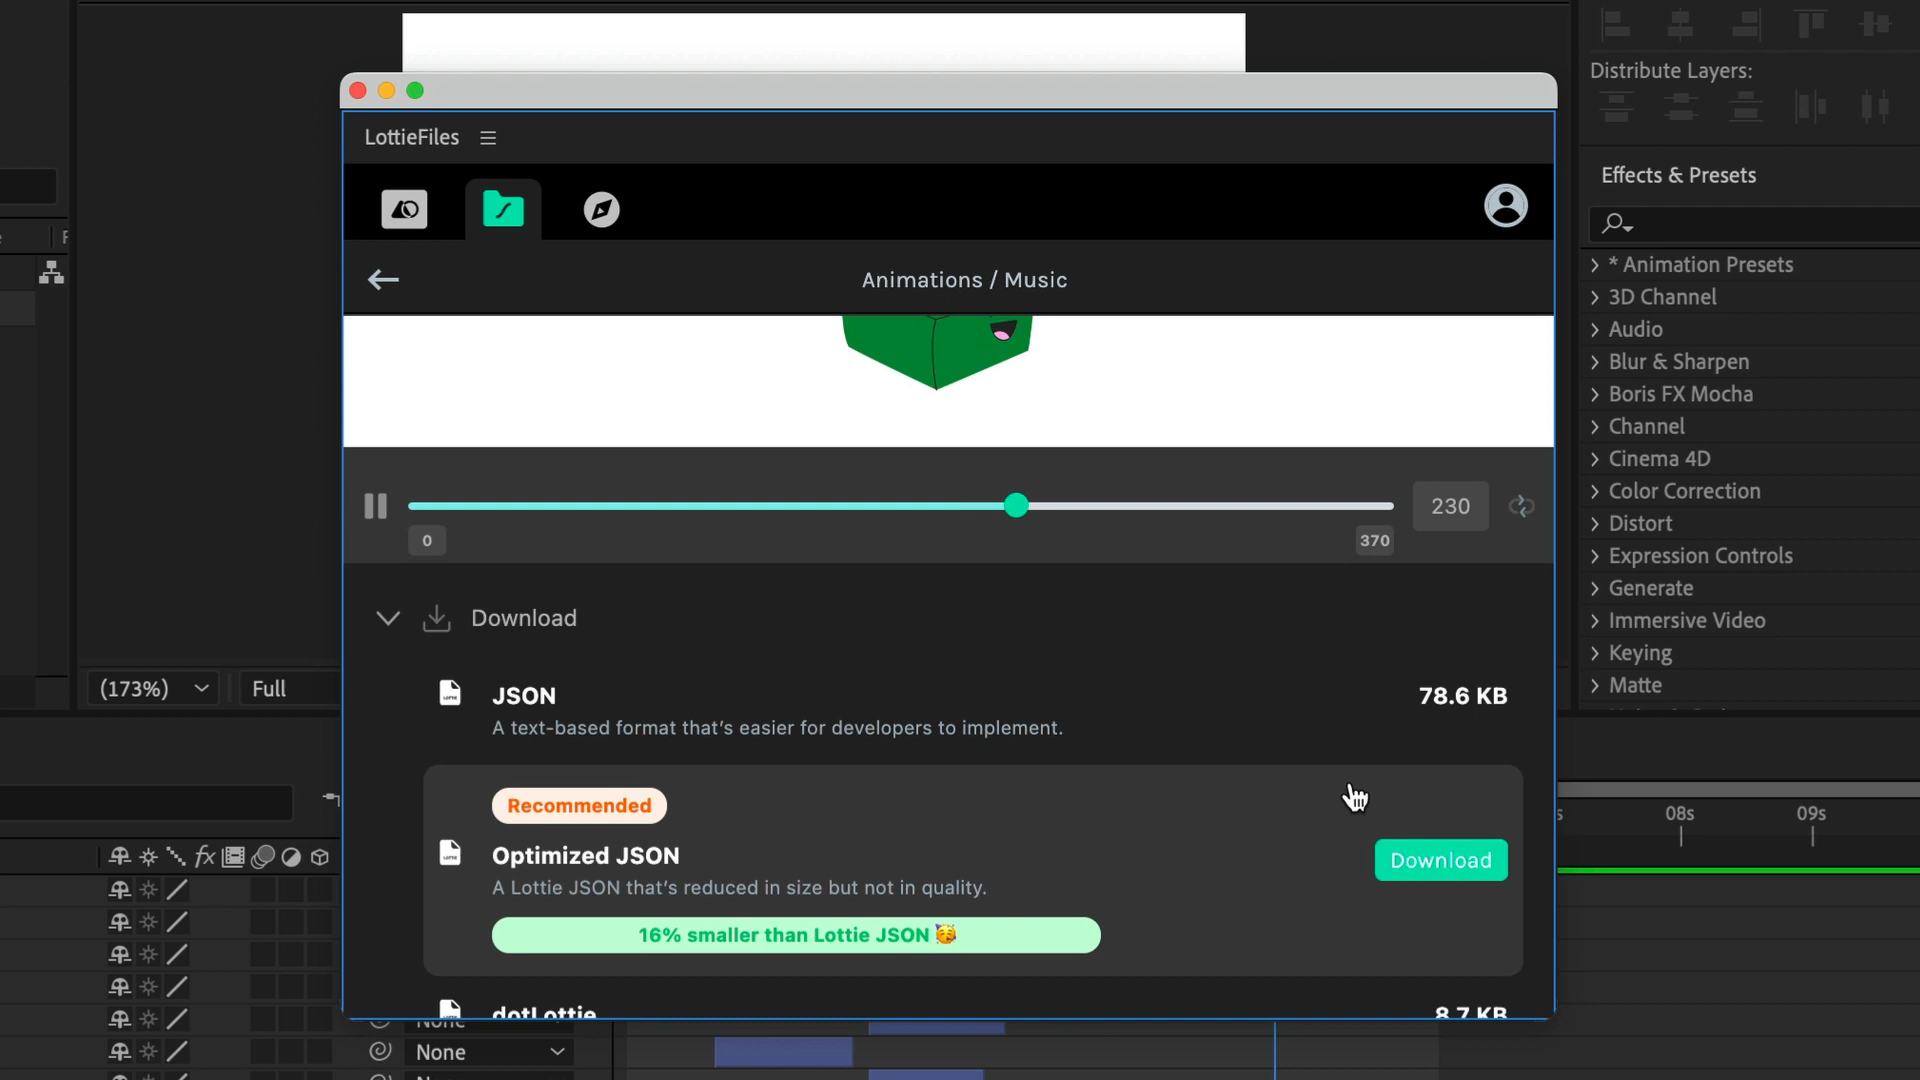 Distribute Layers:
LottieFiles
Effects & Presets
Animations / Music
* Animation Presets
3D Channel
Audio
Blur & Sharpen
Boris FX Mocha
Channel
Cinema 4D
Color Correction
Distort
Expression Controls
Generate
Immersive Video
Keying
Matte
230
0
370
Download
(173%)
Full
JSON
78.6 KB
A text-based format that's easier for developers to implement.
Recommended
Optimized JSON
Download
A Lottie JSON that's reduced in size but not in quality.
16% smaller than Lottie JSON 🥳
08s
09s
fx
dotLottie
8.7 KB
None
None